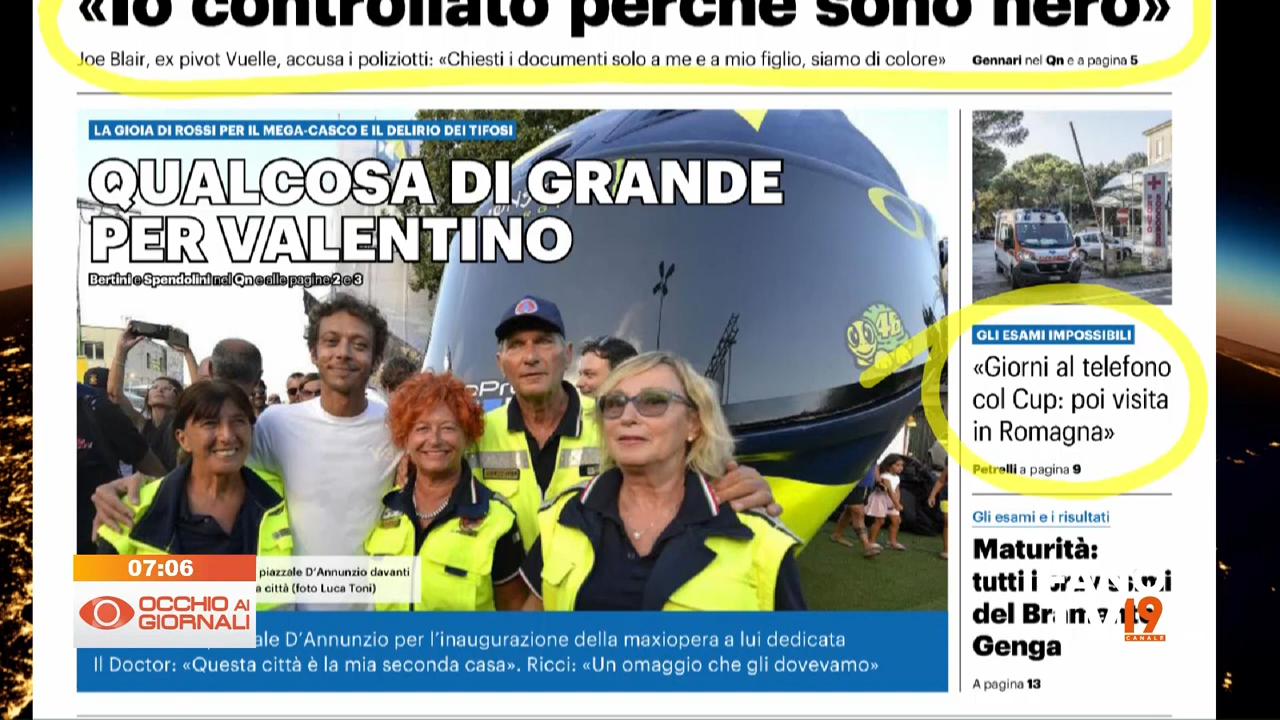 «Io controllato perché sono nero»
Joe Blair, ex pivot Vuelle, accusa i poliziotti: «Chiesti i documenti solo a me e a mio figlio, siamo di colore»
Gennari nel Qn e a pagina 5
LA GIOIA DI ROSSI PER IL MEGA-CASCO E IL DELIRIO DEI TIFOSI
QUALCOSA DI GRANDE
PER VALENTINO
Bertini e Spendolini nel Qn e alle pagine 2 e 3
46
GLI ESAMI IMPOSSIBILI
«Giorni al telefono
col Cup: poi visita
in Romagna»
Petrelli a pagina 9
Gli esami e i risultati
Maturità:
tutti i
del
Genga
A pagina 13
piazzale D'Annunzio davanti
città (foto Luca Toni)
D'Annunzio per l'inaugurazione della maxiopera a lui dedicata
Il Doctor: «Questa città è la mia seconda casa». Ricci: «Un omaggio che gli dovevamo»
07:06
OCCHIO AI
GIORNALI
19
CANALE